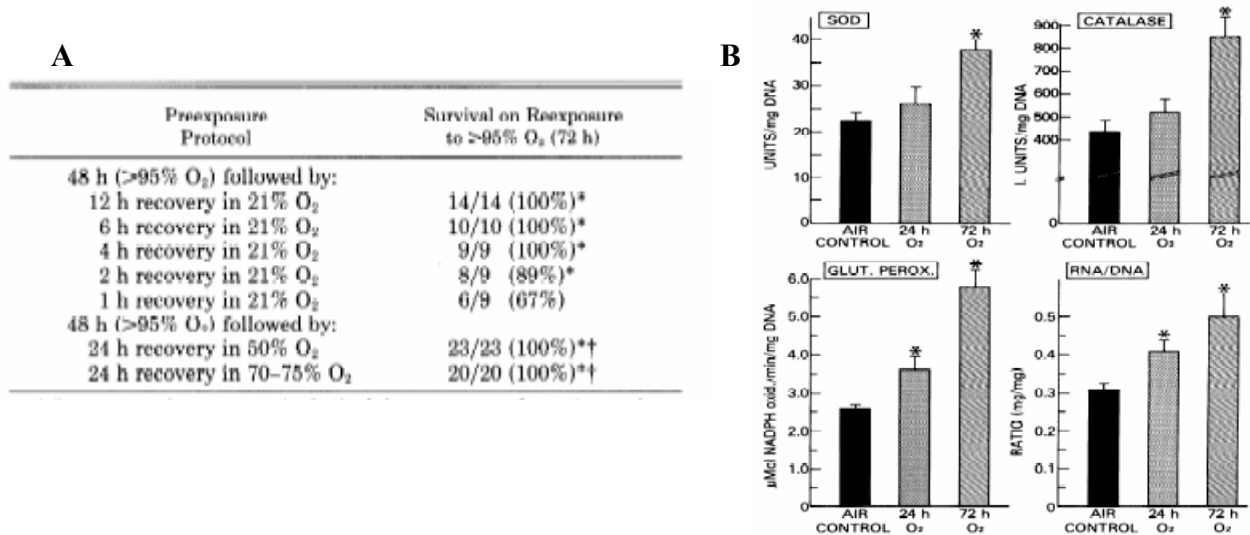 A
Preexposure Protocol
Survival on Reexposure to >95% O₂ (72 h)
48 h (>95% O₂) followed by:
12 h recovery in 21% O₂ 14/14 (100%)*
6 h recovery in 21% O₂ 10/10 (100%)*
4 h recovery in 21% O₂ 9/9 (100%)*
2 h recovery in 21% O₂ 8/9 (89%)*
1 h recovery in 21% O₂ 6/9 (67%)
48 h (>95% O₂) followed by:
24 h recovery in 50% O₂ 23/23 (100%)*†
24 h recovery in 70–75% O₂ 20/20 (100%)*†
B
SOD
UNITS/mg DNA
40
30
20
10
0
*
AIR CONTROL
24 h O₂
72 h O₂
CATALASE
I. UNITS/mg DNA
900
800
700
600
500
400
0
*
AIR CONTROL
24 h O₂
72 h O₂
GLUT. PEROX.
µMol NADPH oxid./min/mg DNA
6.0
5.0
3.0
2.0
1.0
*
*
AIR CONTROL
24 h O₂
72 h O₂
RNA/DNA
RATIO (mg/mg)
0.5
0.4
0.3
0.2
0.1
0
*
*
AIR CONTROL
24 h O₂
72 h O₂